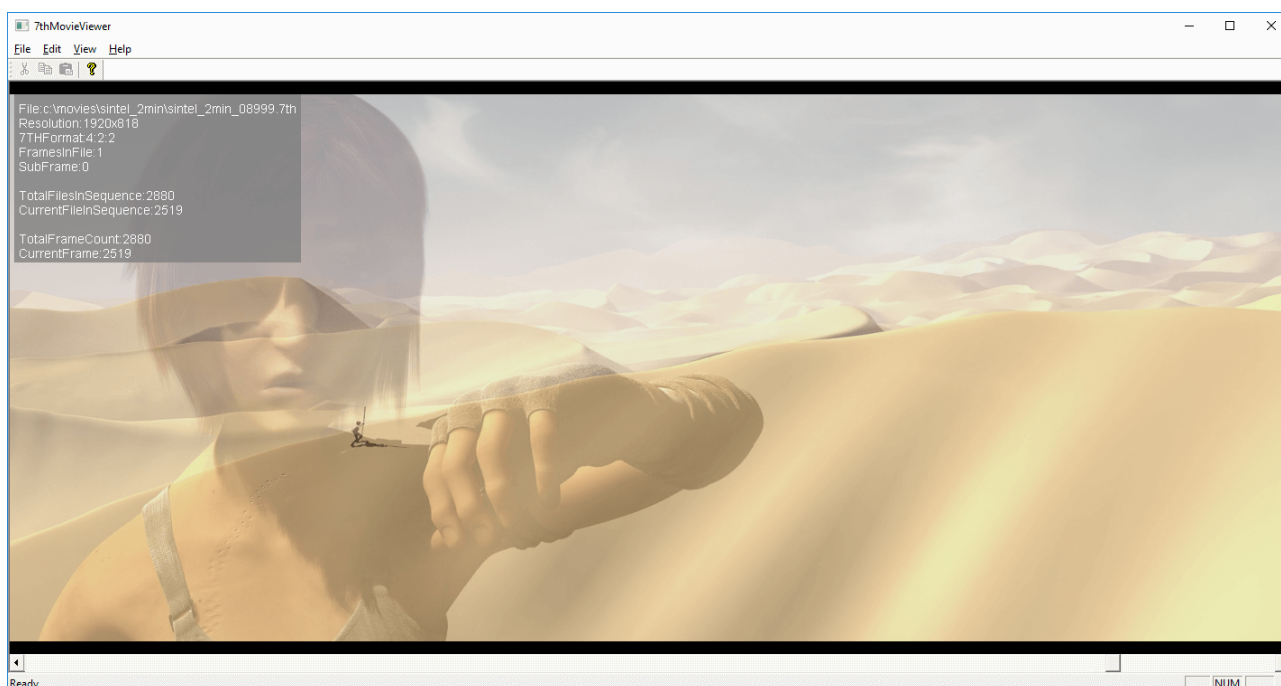 7thMovieViewer
File Edit View Help
File:c:\movies\sintel_2min\sintel_2min_08999.7th
Resolution:1920x818
7THFormat:4:2:2
FramesInFile:1
SubFrame:0
TotalFilesInSequence:2880
CurrentFileInSequence:2519
TotalFrameCount:2880
CurrentFrame:2519
Ready NUM